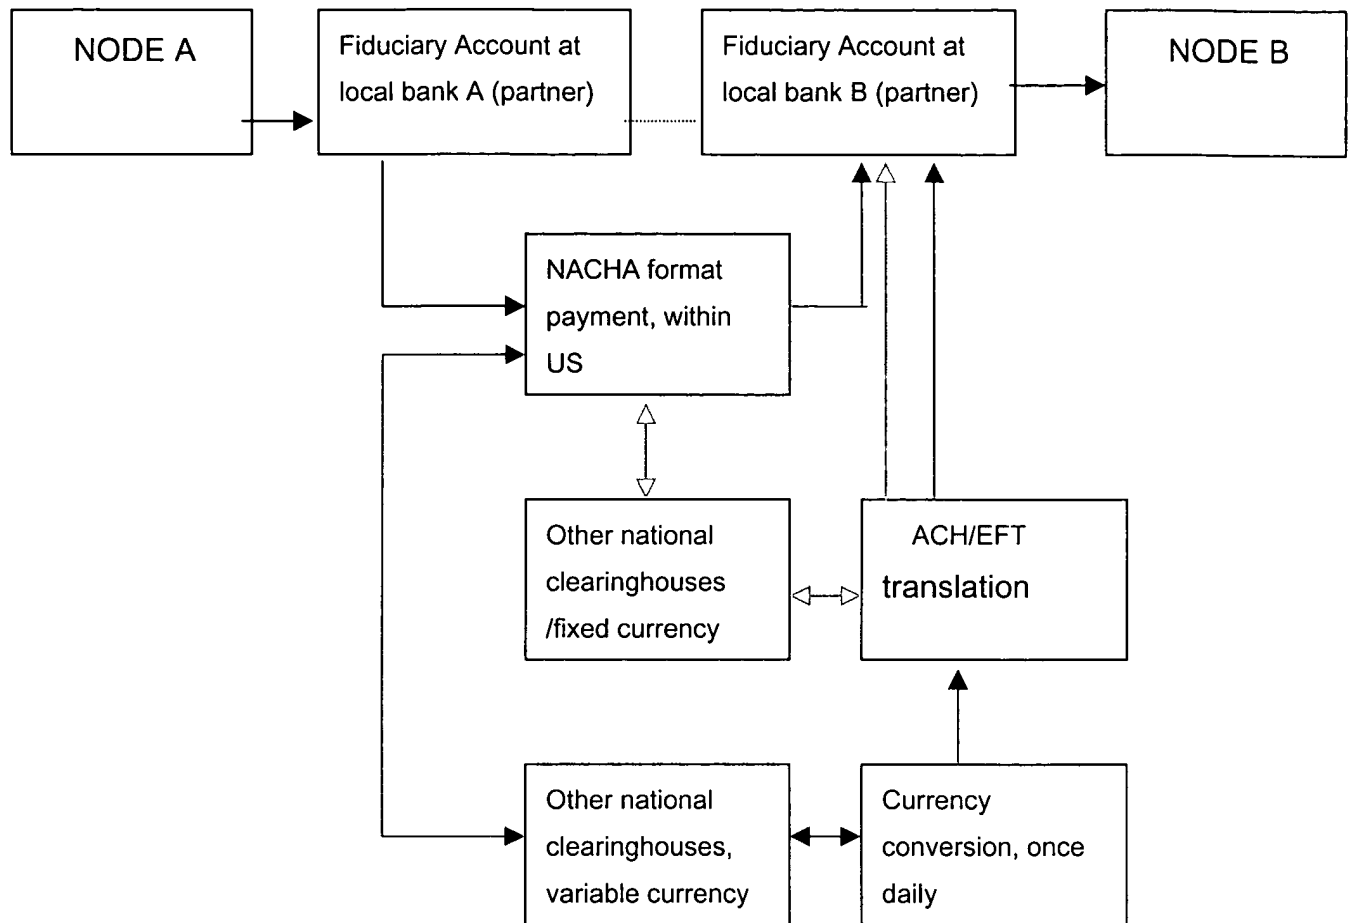 NODE A
Fiduciary Account at
local bank A (partner)
Fiduciary Account at
local bank B (partner)
NODE B
NACHA format
payment, within
US
Other national
clearinghouses
/fixed currency
ACH/EFT
translation
Other national
clearinghouses,
variable currency
Currency
conversion, once
daily